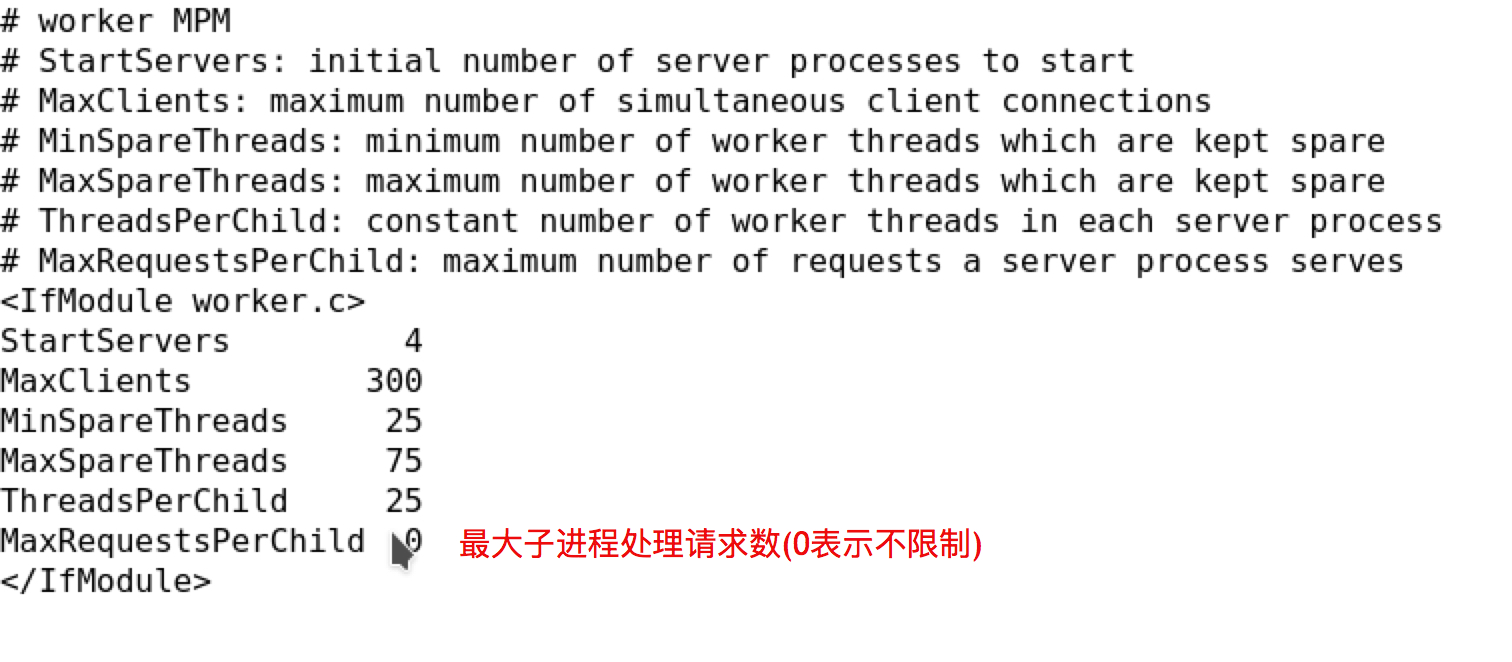 # worker MPM
# StartServers: initial number of server processes to start
# MaxClients: maximum number of simultaneous client connections
# MinSpareThreads: minimum number of worker threads which are kept spare
# MaxSpareThreads: maximum number of worker threads which are kept spare
# ThreadsPerChild: constant number of worker threads in each server process
# MaxRequestsPerChild: maximum number of requests a server process serves
<IfModule worker.c>
StartServers         4
MaxClients         300
MinSpareThreads     25
MaxSpareThreads     75
ThreadsPerChild     25
MaxRequestsPerChild  0 最大子进程处理请求数(0表示不限制)
</IfModule>